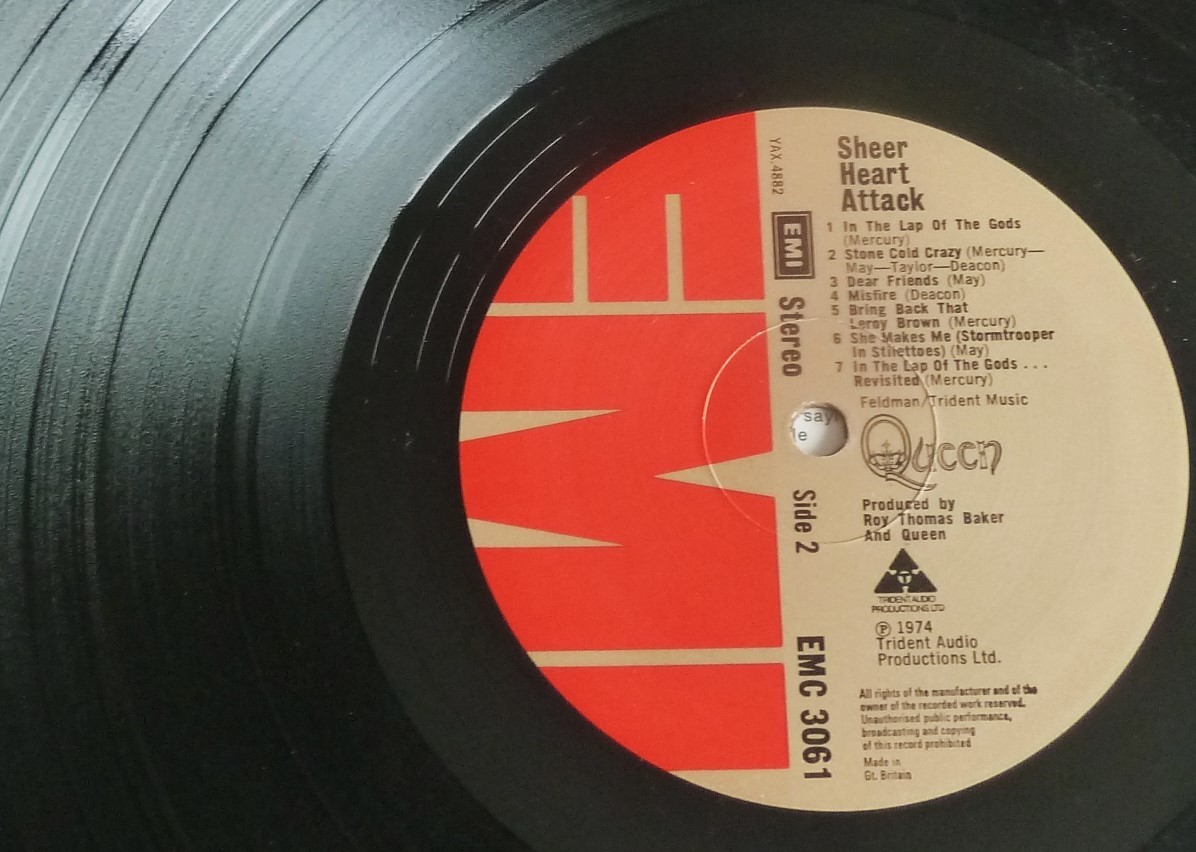 YAX.4882
EMI
Stereo
Side 2
EMC 3061
Sheer
Heart
Attack
1 In The Lap Of The Gods
(Mercury)
2 Stone Cold Crazy (Mercury—
May—Taylor—Deacon)
3 Dear Friends (May)
4 Misfire (Deacon)
5 Bring Back That
Leroy Brown (Mercury)
6 She Makes Me (Stormtrooper
In Stilettoes) (May)
7 In The Lap Of The Gods . . .
Revisited (Mercury)
Feldman/Trident Music
say
le
Queen
Produced by
Roy Thomas Baker
And Queen
TRIDENT AUDIO
PRODUCTIONS LTD
Ⓟ 1974
Trident Audio
Productions Ltd.
All rights of the manufacturer and of the
owner of the recorded work reserved.
Unauthorised public performance,
broadcasting and copying
of this record prohibited
Made in
Gt. Britain
EMI